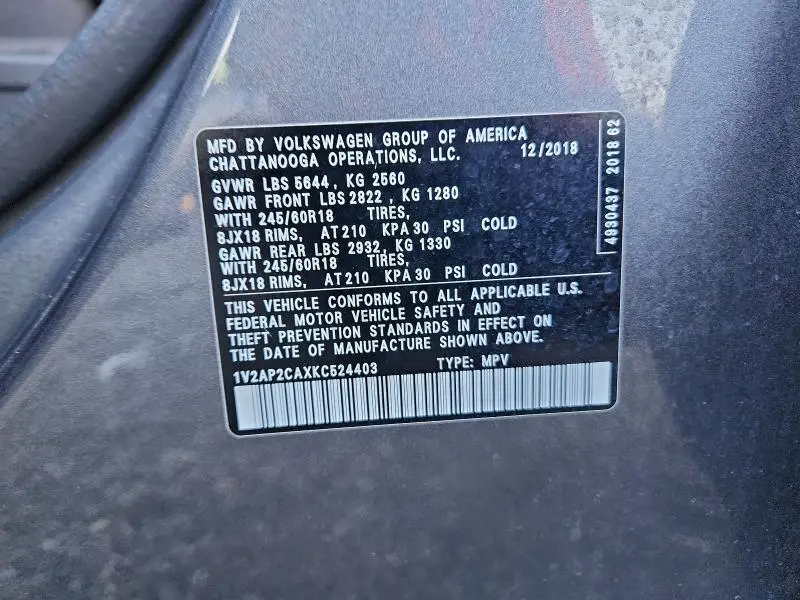 MFD BY VOLKSWAGEN GROUP OF AMERICA
CHATTANOOGA OPERATIONS, LLC. 12/2018
GVWR LBS 5644, KG 2560
GAWR FRONT LBS 2822, KG 1280
WITH 245/60R18 TIRES,
8JX18 RIMS, AT 210 KPA 30 PSI COLD
GAWR REAR LBS 2932, KG 1330
WITH 245/60R18 TIRES,
8JX18 RIMS, AT 210 KPA 30 PSI COLD
THIS VEHICLE CONFORMS TO ALL APPLICABLE U.S.
FEDERAL MOTOR VEHICLE SAFETY AND
THEFT PREVENTION STANDARDS IN EFFECT ON
THE DATE OF MANUFACTURE SHOWN ABOVE.
1V2AP2CAXKC524403 TYPE: MPV
4930437 2018 62